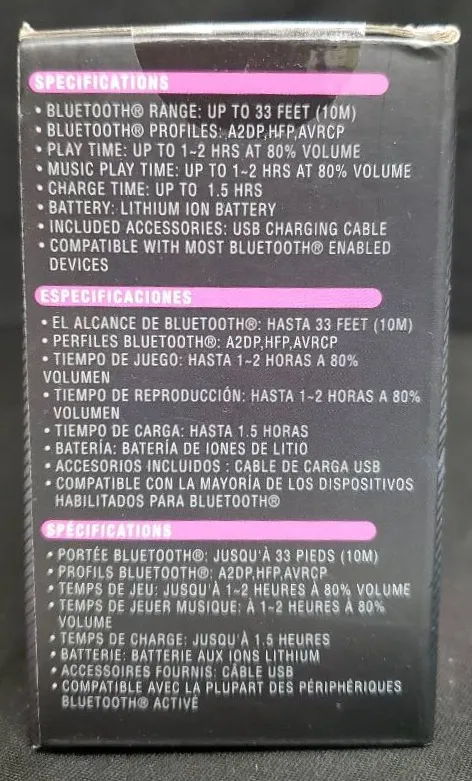 SPECIFICATIONS
• BLUETOOTH® RANGE: UP TO 33 FEET (10M)
• BLUETOOTH® PROFILES: A2DP,HFP,AVRCP
• PLAY TIME: UP TO 1~2 HRS AT 80% VOLUME
• MUSIC PLAY TIME: UP TO 1~2 HRS AT 80% VOLUME
• CHARGE TIME: UP TO 1.5 HRS
• BATTERY: LITHIUM ION BATTERY
• INCLUDED ACCESSORIES: USB CHARGING CABLE
• COMPATIBLE WITH MOST BLUETOOTH® ENABLED
DEVICES
ESPECIFICACIONES
• EL ALCANCE DE BLUETOOTH®: HASTA 33 FEET (10M)
• PERFILES BLUETOOTH®: A2DP,HFP,AVRCP
• TIEMPO DE JUEGO: HASTA 1~2 HORAS A 80%
VOLUMEN
• TIEMPO DE REPRODUCCIÓN: HASTA 1~2 HORAS A 80%
VOLUMEN
• TIEMPO DE CARGA: HASTA 1.5 HORAS
• BATERÍA: BATERÍA DE IONES DE LITIO
• ACCESORIOS INCLUIDOS : CABLE DE CARGA USB
• COMPATIBLE CON LA MAYORÍA DE LOS DISPOSITIVOS
HABILITADOS PARA BLUETOOTH®
SPÉCIFICATIONS
• PORTÉE BLUETOOTH®: JUSQU'À 33 PIEDS (10M)
• PROFILS BLUETOOTH®: A2DP,HFP,AVRCP
• TEMPS DE JEU: JUSQU'À 1~2 HEURES À 80% VOLUME
• TEMPS DE JEUER MUSIQUE: À 1~2 HEURES À 80%
VOLUME
• TEMPS DE CHARGE: JUSQU'À 1.5 HEURES
• BATTERIE: BATTERIE AUX IONS LITHIUM
• ACCESSOIRES FOURNIS: CÂBLE USB
• COMPATIBLE AVEC LA PLUPART DES PÉRIPHÉRIQUES
BLUETOOTH® ACTIVÉ